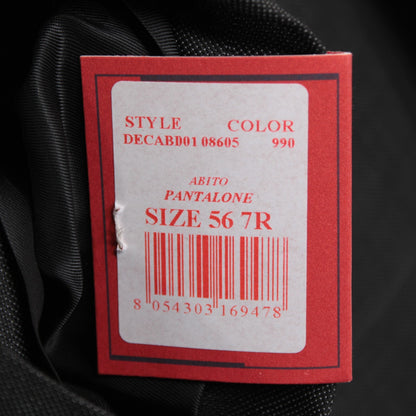 STYLE COLOR
DECABD01 08605 990
ABITO
PANTALONE
SIZE 56 7R
8 054303 169478